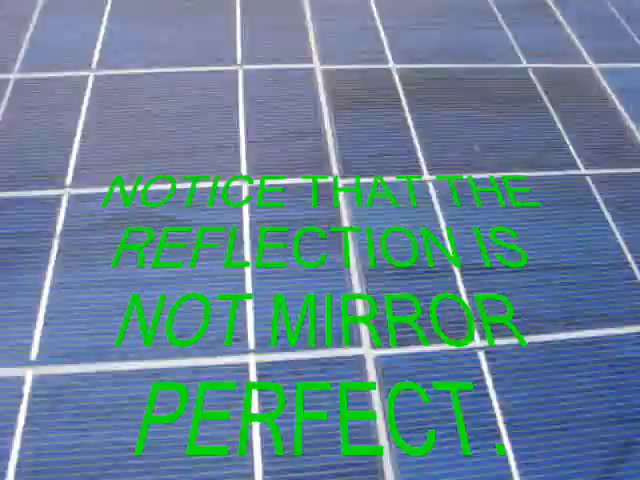 NOTICE THAT THE
REFLECTION IS
NOT MIRROR
PERFECT.